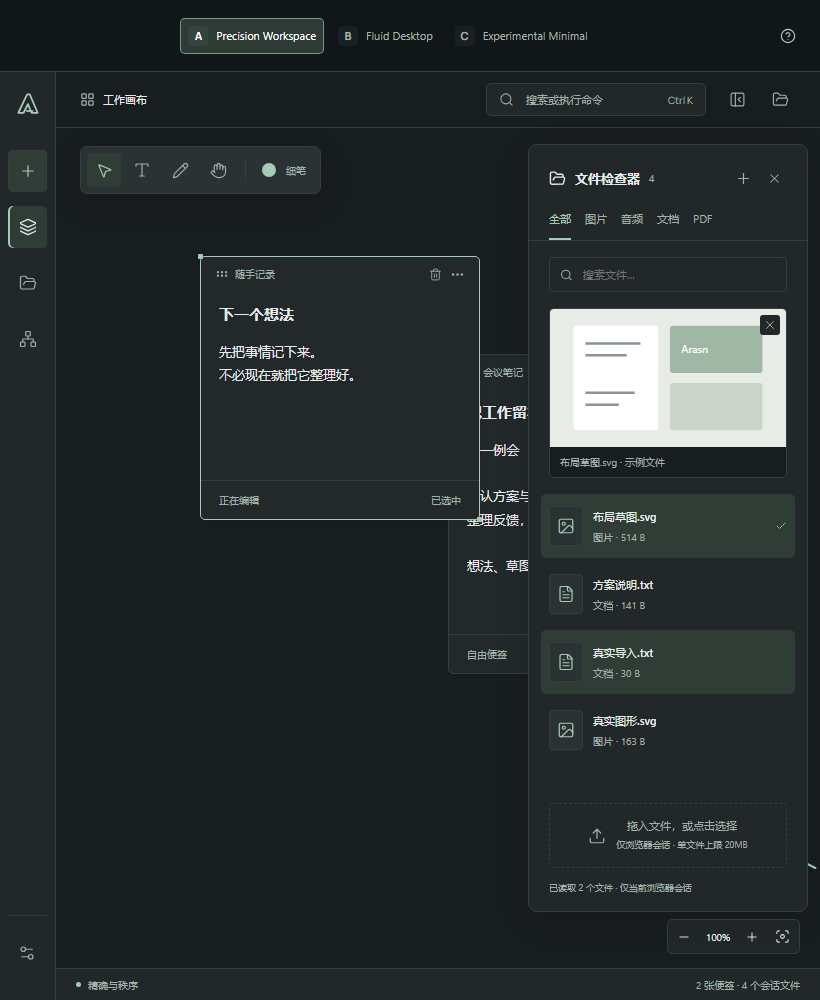 A Precision Workspace
B Fluid Desktop
C Experimental Minimal
工作画布
搜索或执行命令 Ctrl K
细笔
随手记录
下一个想法
先把事情记下来。
不必现在就把它整理好。
正在编辑 已选中
会议笔记
工作留
一例会
认方案与
整理反馈，
想法、草图
自由便签
文件检查器 4
全部 图片 音频 文档 PDF
搜索文件...
Arasn
布局草图.svg · 示例文件
布局草图.svg
图片 · 514 B
方案说明.txt
文档 · 141 B
真实导入.txt
文档 · 30 B
真实图形.svg
图片 · 163 B
拖入文件，或点击选择
仅浏览器会话 · 单文件上限 20MB
已读取 2 个文件 · 仅当前浏览器会话
100%
精确与秩序
2 张便签 · 4 个会话文件